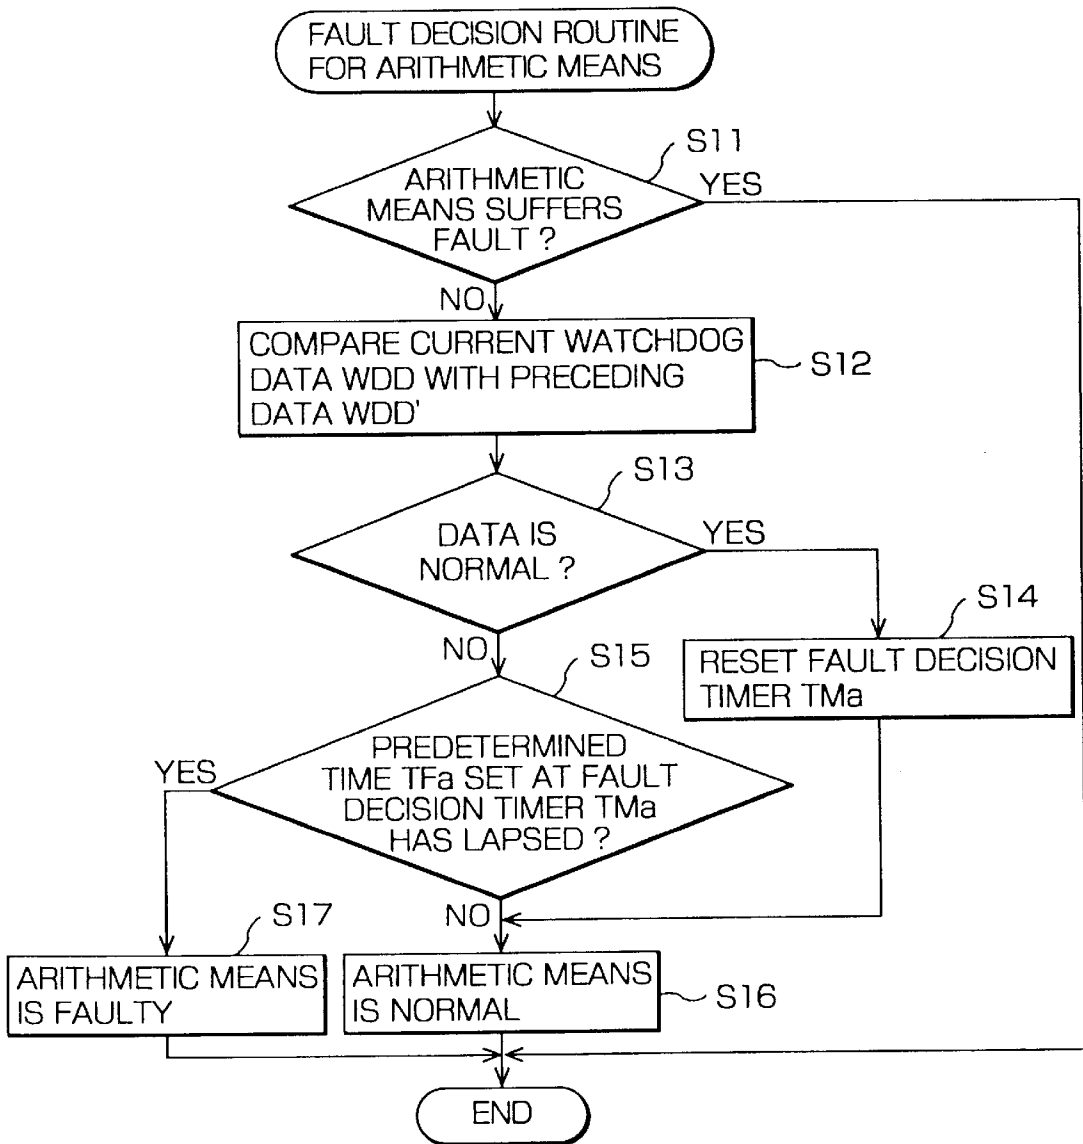 FAULT DECISION ROUTINE
FOR ARITHMETIC MEANS
S11
ARITHMETIC
MEANS SUFFERS
FAULT ?
YES
NO
COMPARE CURRENT WATCHDOG
DATA WDD WITH PRECEDING
DATA WDD'
S12
S13
DATA IS
NORMAL ?
YES
NO
S14
RESET FAULT DECISION
TIMER TMa
S15
PREDETERMINED
TIME TFa SET AT FAULT
DECISION TIMER TMa
HAS LAPSED ?
YES
NO
S17
ARITHMETIC MEANS
IS FAULTY
ARITHMETIC MEANS
IS NORMAL
S16
END